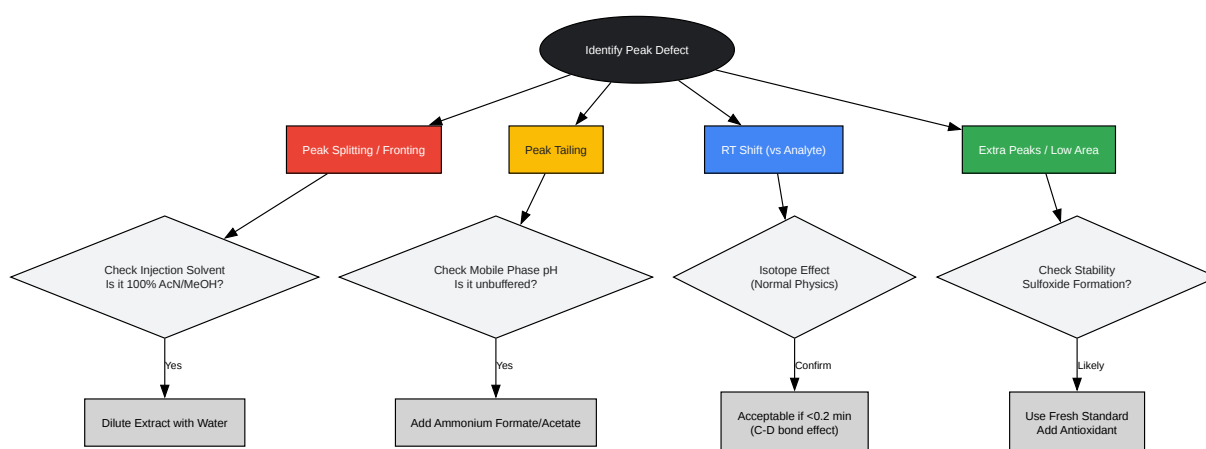 Identify Peak Defect
Peak Splitting / Fronting
Peak Tailing
RT Shift (vs Analyte)
Extra Peaks / Low Area
Check Injection Solvent
Is it 100% AcN/MeOH?
Check Mobile Phase pH
Is it unbuffered?
Isotope Effect
(Normal Physics)
Check Stability
Sulfoxide Formation?
Yes
Yes
Confirm
Likely
Dilute Extract with Water
Add Ammonium Formate/Acetate
Acceptable if <0.2 min
(C-D bond effect)
Use Fresh Standard
Add Antioxidant